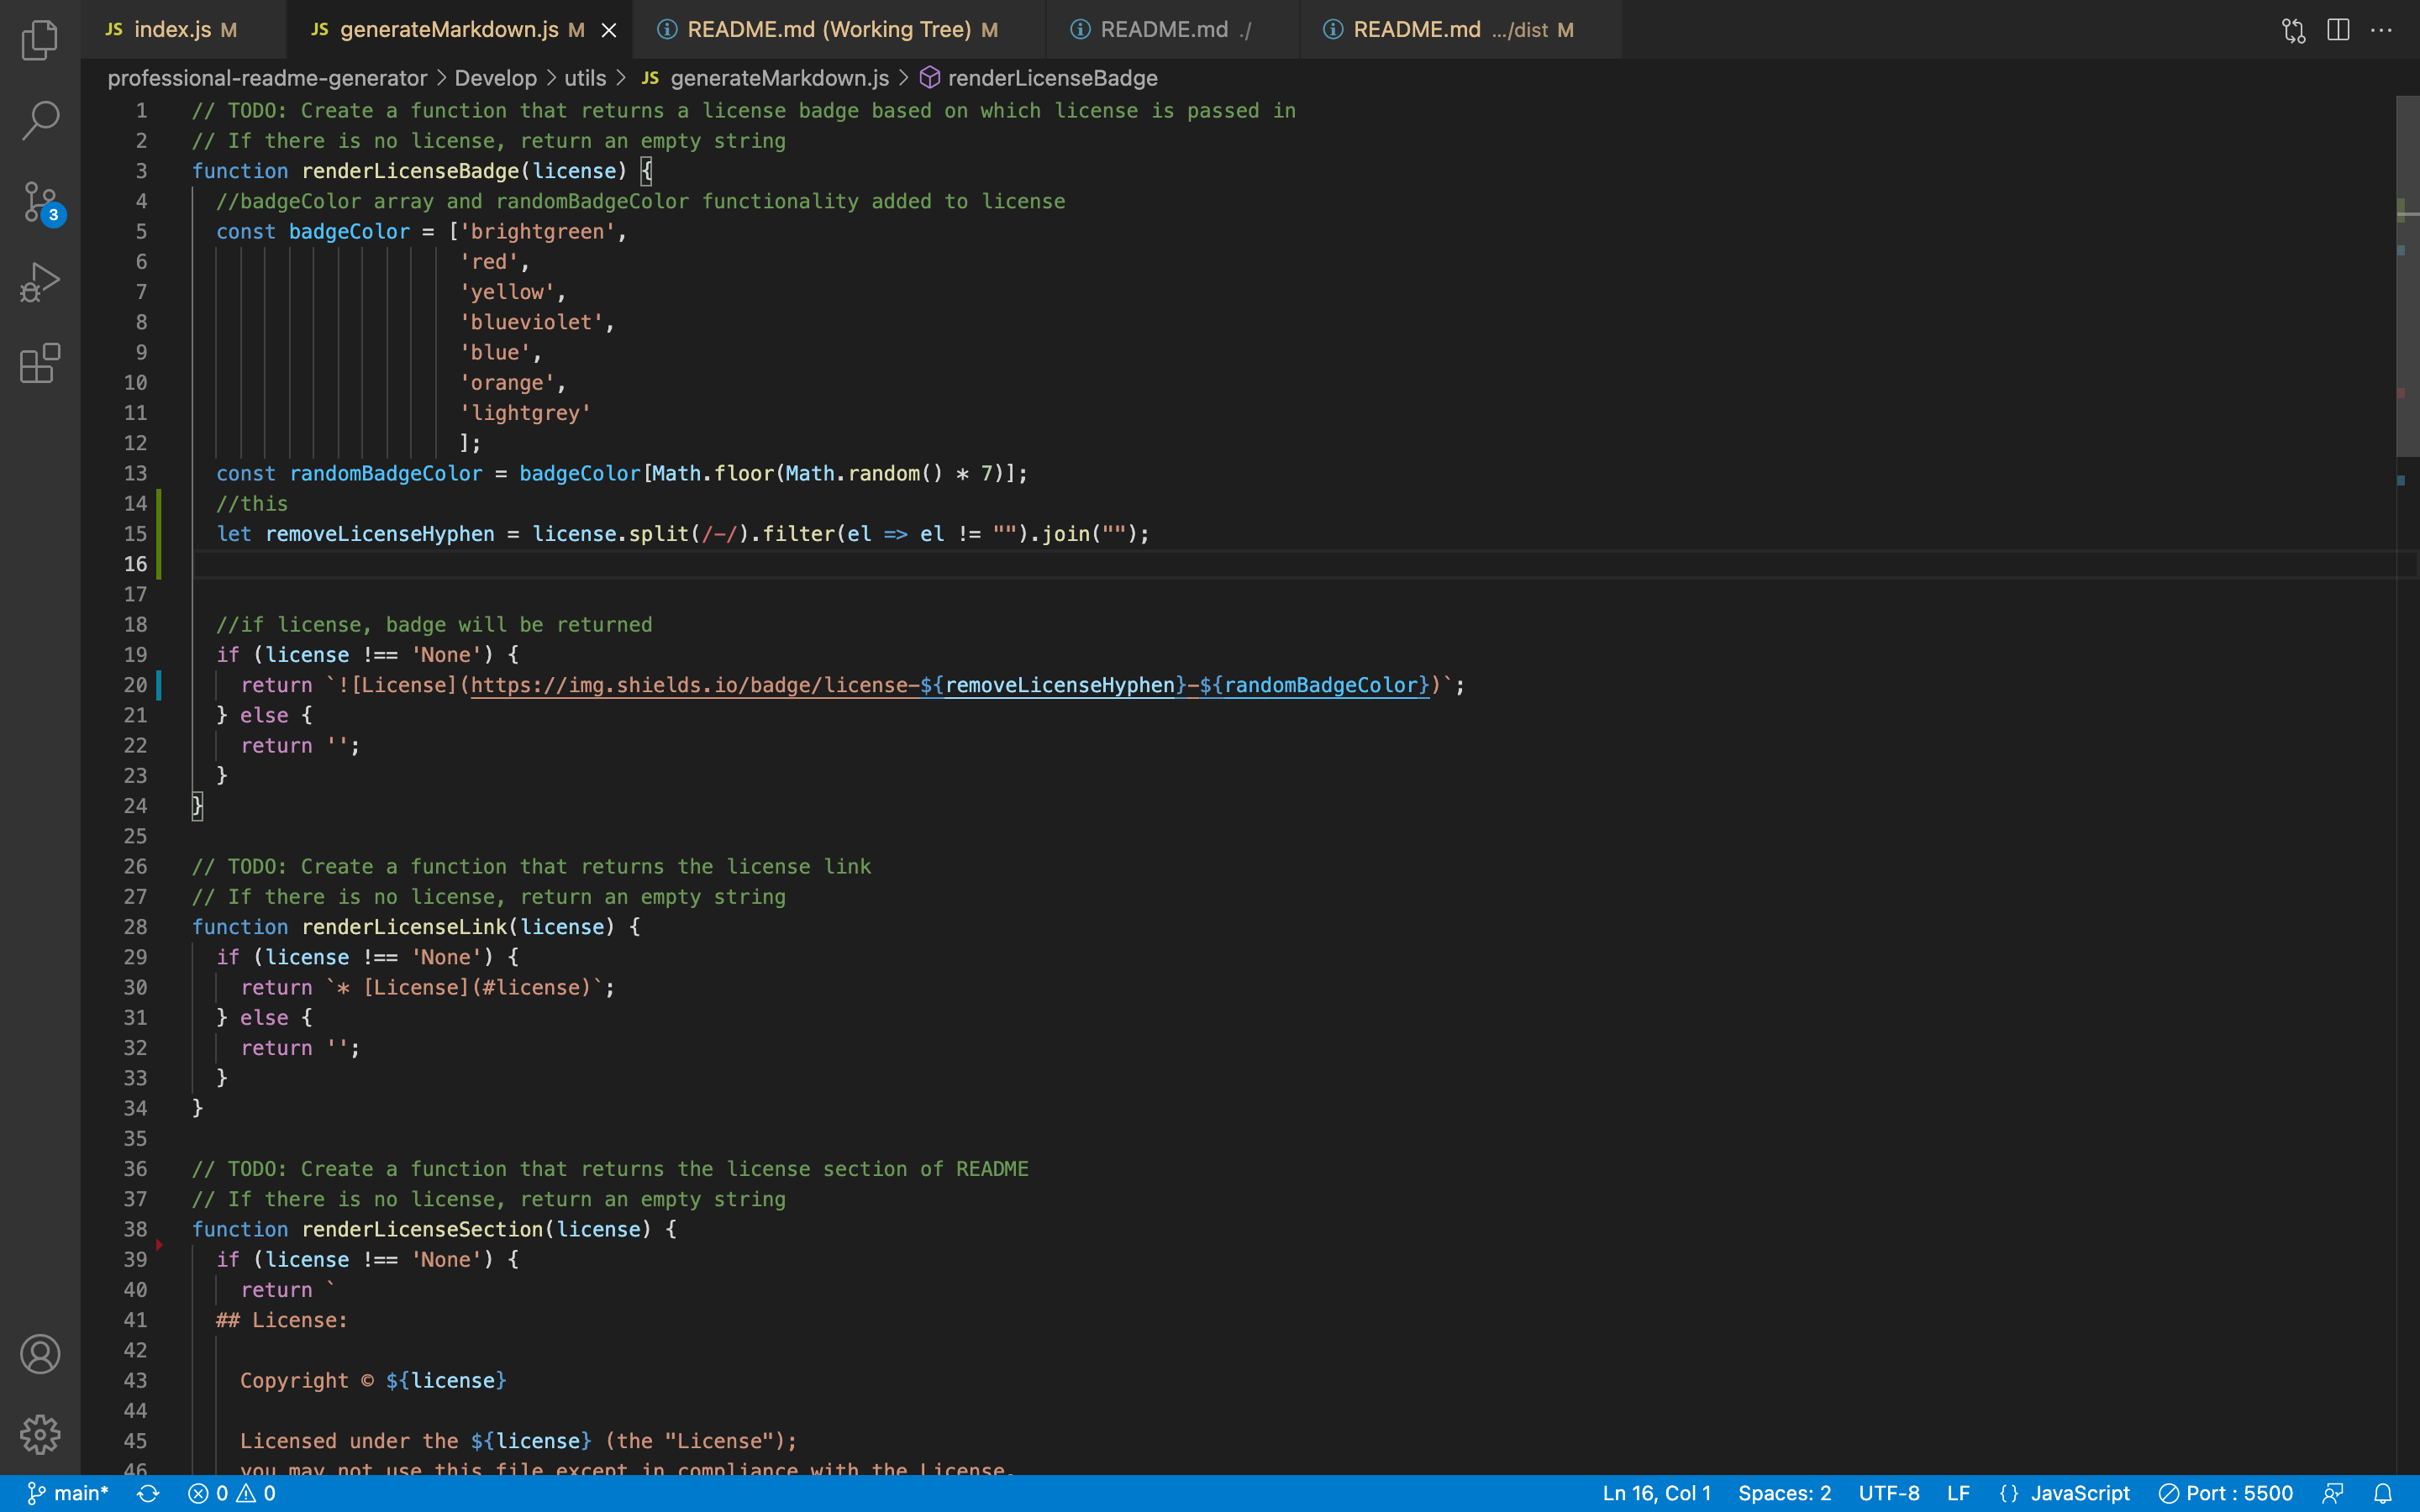 JS index.js M JS generateMarkdown.js M README.md (Working Tree) M README.md ./ README.md .../dist M
professional-readme-generator > Develop > utils > JS generateMarkdown.js > renderLicenseBadge
3
1 // TODO: Create a function that returns a license badge based on which license is passed in
2 // If there is no license, return an empty string
3 function renderLicenseBadge(license) {
4 //badgeColor array and randomBadgeColor functionality added to license
5 const badgeColor = ['brightgreen',
6 'red',
7 'yellow',
8 'blueviolet',
9 'blue',
10 'orange',
11 'lightgrey'
12 ];
13 const randomBadgeColor = badgeColor[Math.floor(Math.random() * 7)];
14 //this
15 let removeLicenseHyphen = license.split(/-/).filter(el => el != "").join("");
16
17
18 //if license, badge will be returned
19 if (license !== 'None') {
20 return `![License](https://img.shields.io/badge/license-${removeLicenseHyphen}-${randomBadgeColor})`;
21 } else {
22 return '';
23 }
24 }
25
26 // TODO: Create a function that returns the license link
27 // If there is no license, return an empty string
28 function renderLicenseLink(license) {
29 if (license !== 'None') {
30 return `* [License](#license)`;
31 } else {
32 return '';
33 }
34 }
35
36 // TODO: Create a function that returns the license section of README
37 // If there is no license, return an empty string
38 function renderLicenseSection(license) {
39 if (license !== 'None') {
40 return `
41 ## License:
42
43 Copyright © ${license}
44
45 Licensed under the ${license} (the "License");
46 you may not use this file except in compliance with the License.
main* 0 0 Ln 16, Col 1 Spaces: 2 UTF-8 LF {} JavaScript Port : 5500